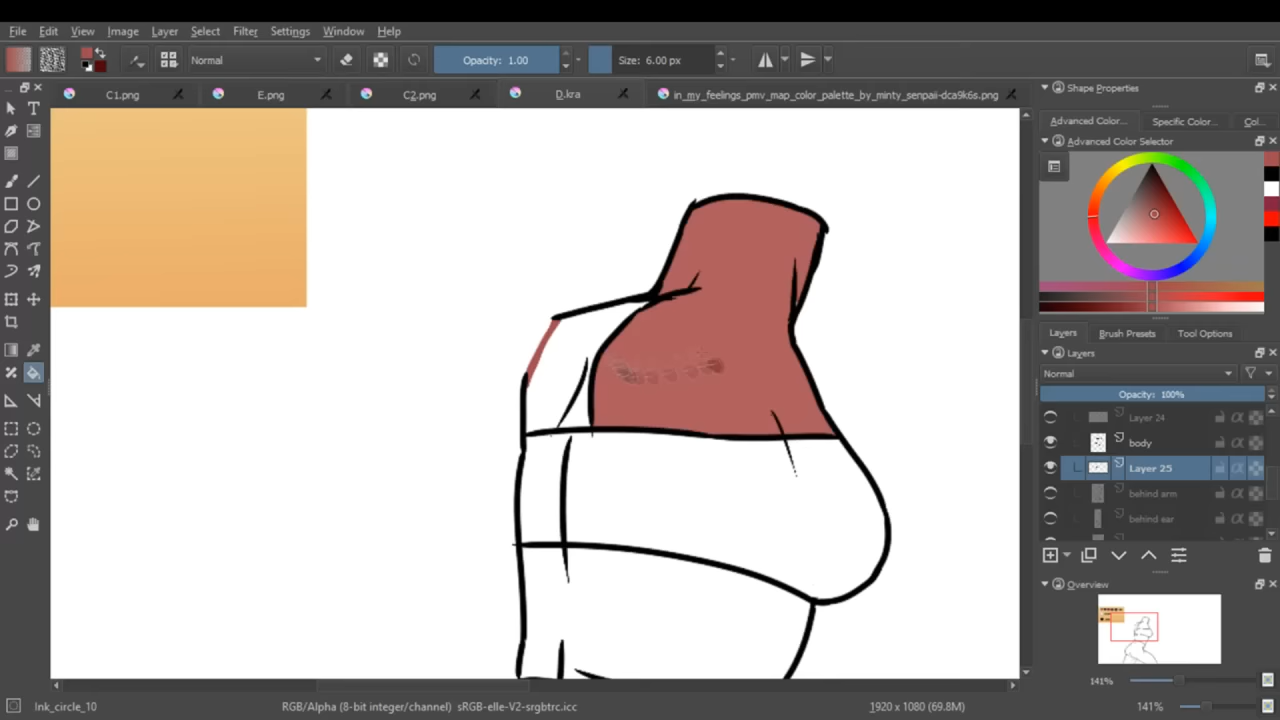 File Edit View Image Layer Select Filter Settings Window Help
Normal Opacity: 1.00 Size: 6.00 px
C1.png E.png C2.png D.kra in_my_feelings_pmv_map_color_palette_by_minty_senpaii-dca9k6s.png
Shape Properties
Advanced Color... Specific Color... Col...
Advanced Color Selector
Layers Brush Presets Tool Options
Layers
Normal
Opacity: 100%
Layer 24
body
Layer 25
behind arm
behind ear
Overview
141%
Ink_circle_10 RGB/Alpha (8-bit integer/channel) sRGB-elle-V2-srgbtrc.icc 1920 x 1080 (69.8M) 141%